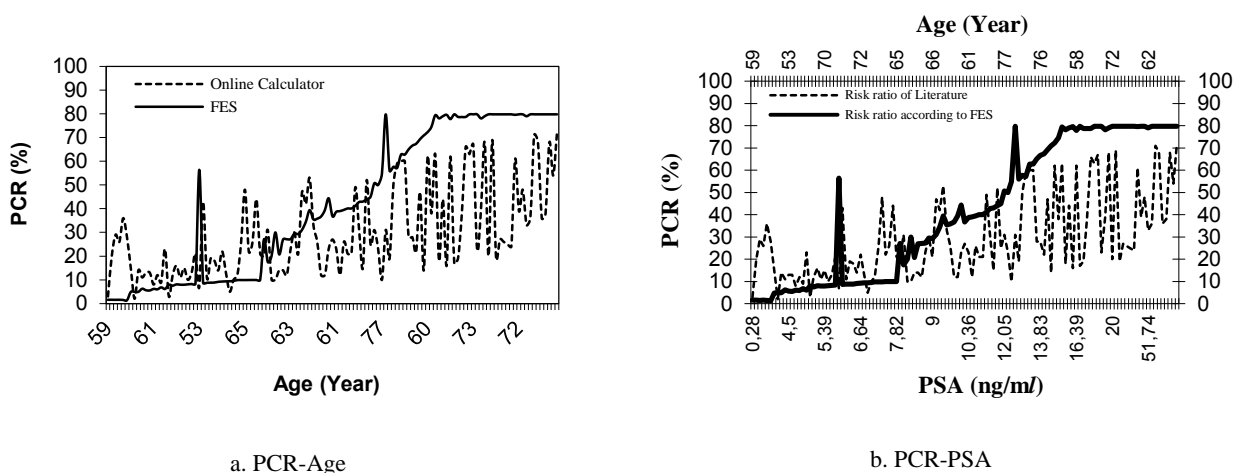 100
90
80
70
60
50
40
30
20
10
0
PCR (%)
Online Calculator
FES
59 61 53 65 63 61 77 60 73 72
Age (Year)
a. PCR-Age
Age (Year)
59 53 70 72 65 66 61 76 58 72 62
100 100
90 90
80 80
70 70
60 60
50 50
40 40
30 30
20 20
10 10
0 0
PCR (%)
Risk ratio of Literature
Risk ratio according to FES
0,28 4,5 5,39 6,64 7,82 9 10,36 12,05 13,83 16,39 20 51,74
PSA (ng/ml)
b. PCR-PSA